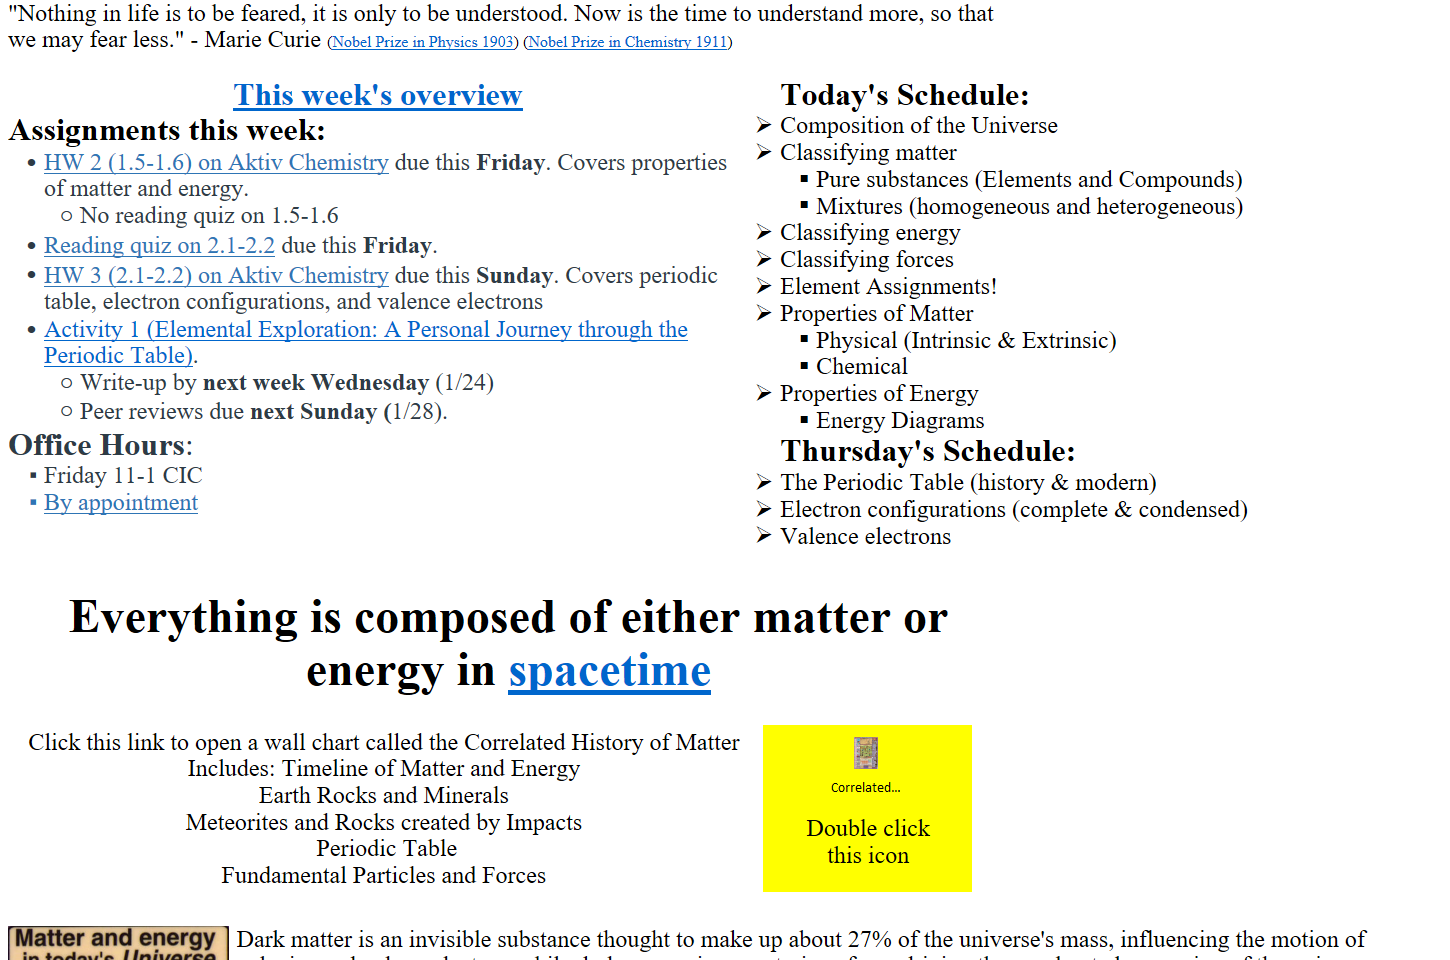 "Nothing in life is to be feared, it is only to be understood. Now is the time to understand more, so that
we may fear less." - Marie Curie (Nobel Prize in Physics 1903) (Nobel Prize in Chemistry 1911)
This week's overview
Assignments this week:
• HW 2 (1.5-1.6) on Aktiv Chemistry due this Friday. Covers properties
of matter and energy.
○ No reading quiz on 1.5-1.6
• Reading quiz on 2.1-2.2 due this Friday.
• HW 3 (2.1-2.2) on Aktiv Chemistry due this Sunday. Covers periodic
table, electron configurations, and valence electrons
• Activity 1 (Elemental Exploration: A Personal Journey through the
Periodic Table).
○ Write-up by next week Wednesday (1/24)
○ Peer reviews due next Sunday (1/28).
Office Hours:
▪ Friday 11-1 CIC
▪ By appointment
Today's Schedule:
➢ Composition of the Universe
➢ Classifying matter
▪ Pure substances (Elements and Compounds)
▪ Mixtures (homogeneous and heterogeneous)
➢ Classifying energy
➢ Classifying forces
➢ Element Assignments!
➢ Properties of Matter
▪ Physical (Intrinsic & Extrinsic)
▪ Chemical
➢ Properties of Energy
▪ Energy Diagrams
Thursday's Schedule:
➢ The Periodic Table (history & modern)
➢ Electron configurations (complete & condensed)
➢ Valence electrons
Everything is composed of either matter or
energy in spacetime
Click this link to open a wall chart called the Correlated History of Matter
Includes: Timeline of Matter and Energy
Earth Rocks and Minerals
Meteorites and Rocks created by Impacts
Periodic Table
Fundamental Particles and Forces
Correlated...
Double click
this icon
Matter and energy
in today's Universe
Dark matter is an invisible substance thought to make up about 27% of the universe's mass, influencing the motion of